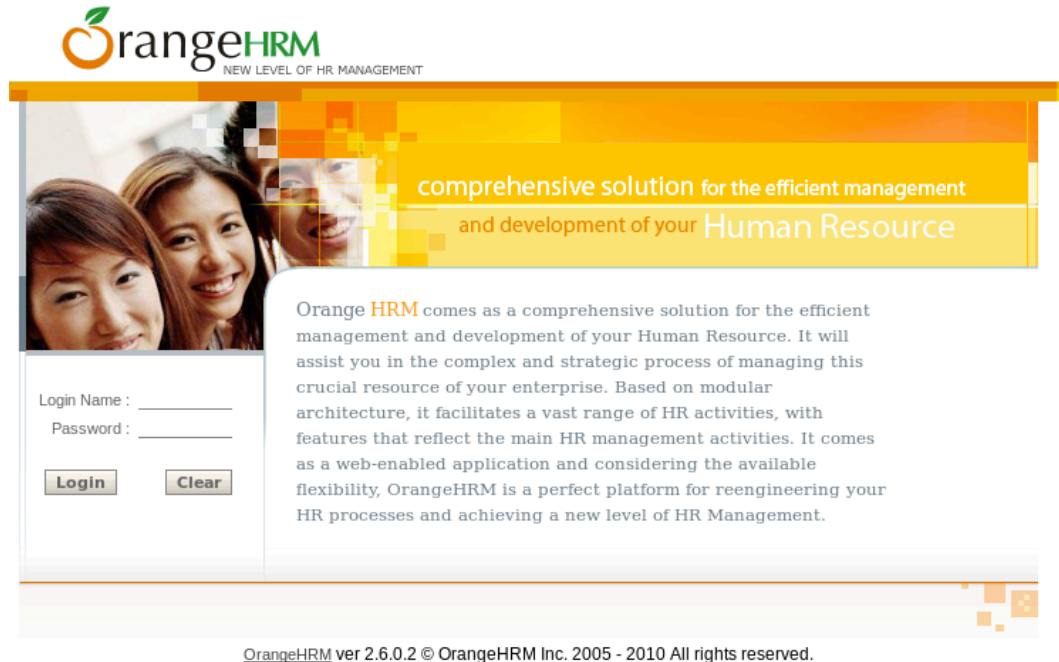 OrangeHRM
NEW LEVEL OF HR MANAGEMENT
comprehensive solution for the efficient management
and development of your Human Resource
Orange HRM comes as a comprehensive solution for the efficient
management and development of your Human Resource. It will
assist you in the complex and strategic process of managing this
crucial resource of your enterprise. Based on modular
architecture, it facilitates a vast range of HR activities, with
features that reflect the main HR management activities. It comes
as a web-enabled application and considering the available
flexibility, OrangeHRM is a perfect platform for reengineering your
HR processes and achieving a new level of HR Management.
Login Name :
Password :
Login Clear
OrangeHRM ver 2.6.0.2 © OrangeHRM Inc. 2005 - 2010 All rights reserved.